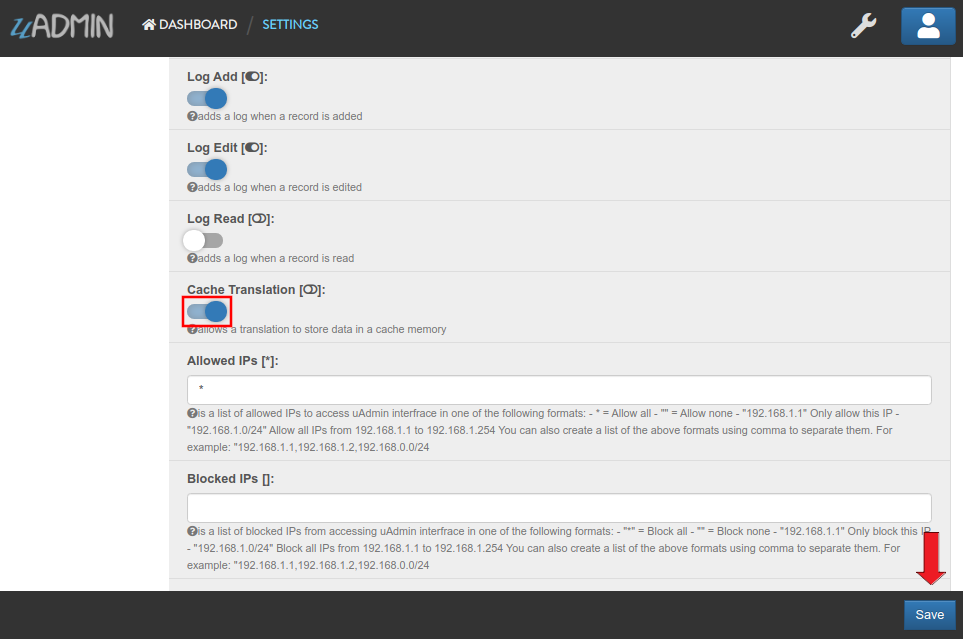 uADMIN DASHBOARD / SETTINGS
Log Add []:
adds a log when a record is added
Log Edit []:
adds a log when a record is edited
Log Read []:
adds a log when a record is read
Cache Translation []:
allows a translation to store data in a cache memory
Allowed IPs [*]:
*
is a list of allowed IPs to access uAdmin interfrace in one of the following formats: - * = Allow all - "" = Allow none - "192.168.1.1" Only allow this IP -
"192.168.1.0/24" Allow all IPs from 192.168.1.1 to 192.168.1.254 You can also create a list of the above formats using comma to separate them. For
example: "192.168.1.1,192.168.1.2,192.168.0.0/24
Blocked IPs []:
is a list of blocked IPs from accessing uAdmin interfrace in one of the following formats: - "*" = Block all - "" = Block none - "192.168.1.1" Only block this IP
- "192.168.1.0/24" Block all IPs from 192.168.1.1 to 192.168.1.254 You can also create a list of the above formats using comma to separate them. For
example: "192.168.1.1,192.168.1.2,192.168.0.0/24
Save